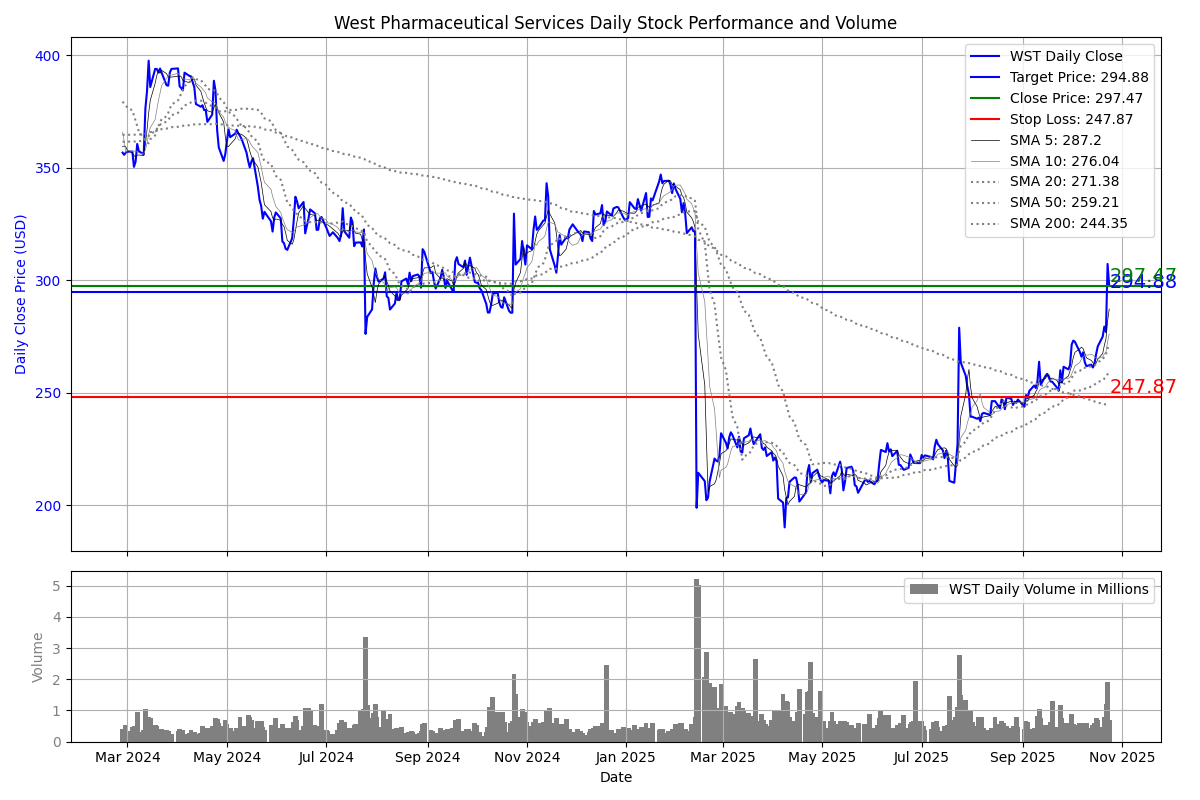 West Pharmaceutical Services Daily Stock Performance and Volume
Daily Close Price (USD)
400
350
300
250
200
WST Daily Close
Target Price: 294.88
Close Price: 297.47
Stop Loss: 247.87
SMA 5: 287.2
SMA 10: 276.04
SMA 20: 271.38
SMA 50: 259.21
SMA 200: 244.35
297.47
294.88
247.87
Volume
5
4
3
2
1
0
WST Daily Volume in Millions
Mar 2024 May 2024 Jul 2024 Sep 2024 Nov 2024 Jan 2025 Mar 2025 May 2025 Jul 2025 Sep 2025 Nov 2025
Date